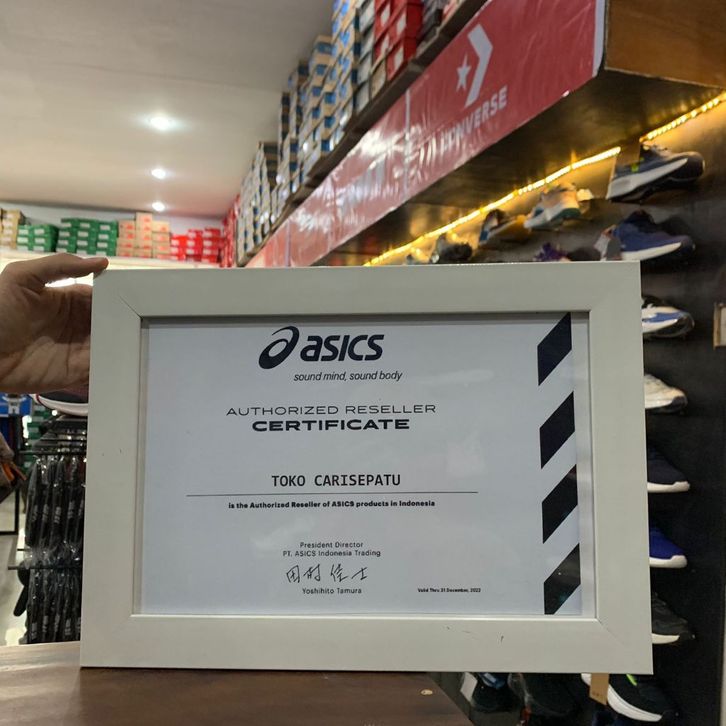 CONVERSE
asics
sound mind, sound body
AUTHORIZED RESELLER
CERTIFICATE
TOKO CARISEPATU
is the Authorized Reseller of ASICS products in Indonesia
President Director
PT. ASICS Indonesia Trading
Yoshihito Tamura
Valid Thru 31 December, 2022